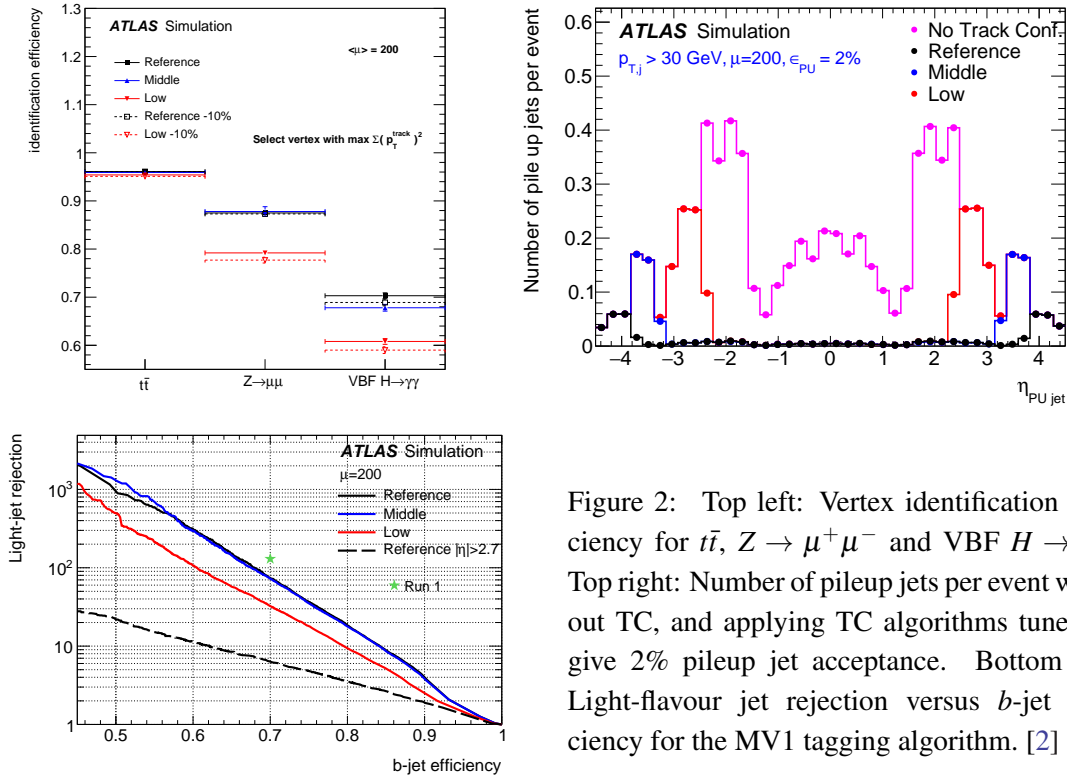 identification efficiency
1.3
1.2
1.1
1
0.9
0.8
0.7
0.6
ATLAS Simulation
<μ> = 200
Reference
Middle
Low
Reference -10%
Low -10%
Select vertex with max Σ( p_T^track )²
tt̄
Z→μμ
VBF H→γγ
Number of pile up jets per event
0.6
0.5
0.4
0.3
0.2
0.1
0
ATLAS Simulation
p_T,j > 30 GeV, μ=200, ε_PU = 2%
No Track Conf.
Reference
Middle
Low
−4 −3 −2 −1 0 1 2 3 4
η_PU jet
Light-jet rejection
10³
10²
10
1
ATLAS Simulation
μ=200
Reference
Middle
Low
Reference |η|>2.7
Run 1
0.5 0.6 0.7 0.8 0.9 1
b-jet efficiency
Figure 2: Top left: Vertex identification
ciency for tt̄, Z → μ⁺μ⁻ and VBF H →
Top right: Number of pileup jets per event w
out TC, and applying TC algorithms tune
give 2% pileup jet acceptance. Bottom
Light-flavour jet rejection versus b-jet
ciency for the MV1 tagging algorithm. [2]